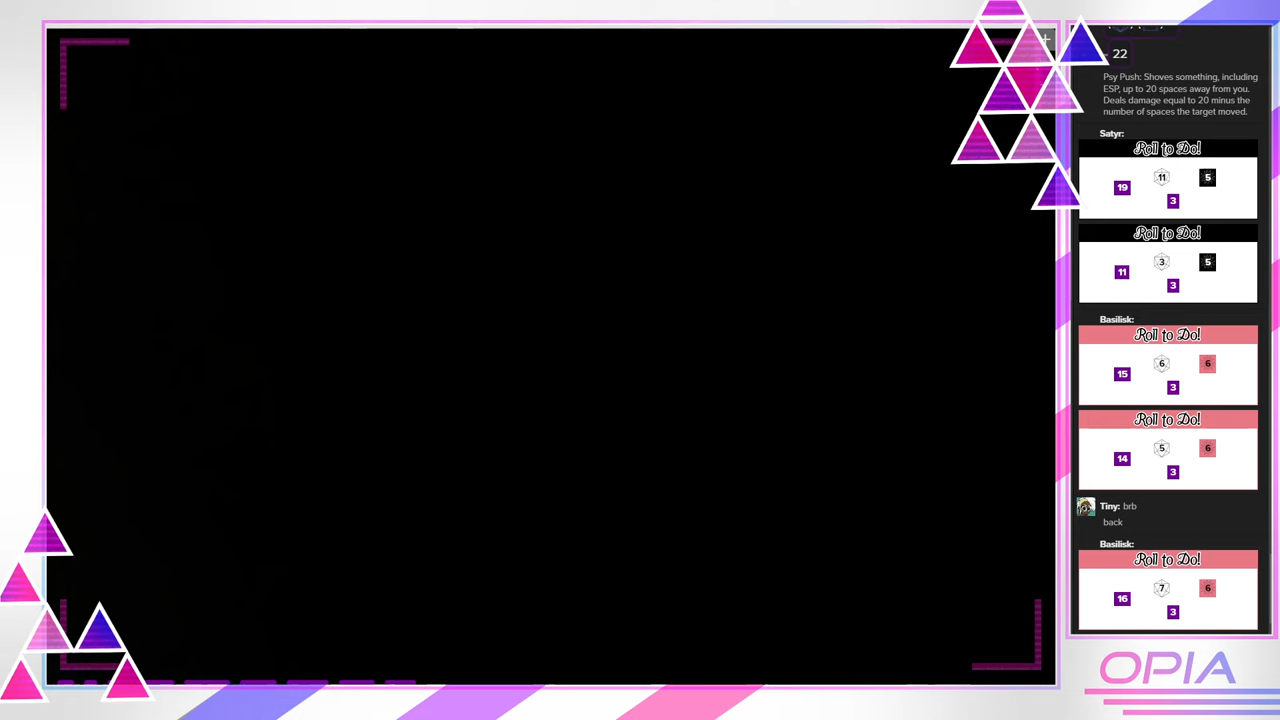 22
Psy Push: Shoves something, including
ESP, up to 20 spaces away from you.
Deals damage equal to 20 minus the
number of spaces the target moved.
Satyr:
Roll to Do!
19 11 5
3
Roll to Do!
11 3 5
3
Basilisk:
Roll to Do!
15 6 6
3
Roll to Do!
14 5 6
3
Tiny: brb
back
Basilisk:
Roll to Do!
16 7 6
3
OPIA